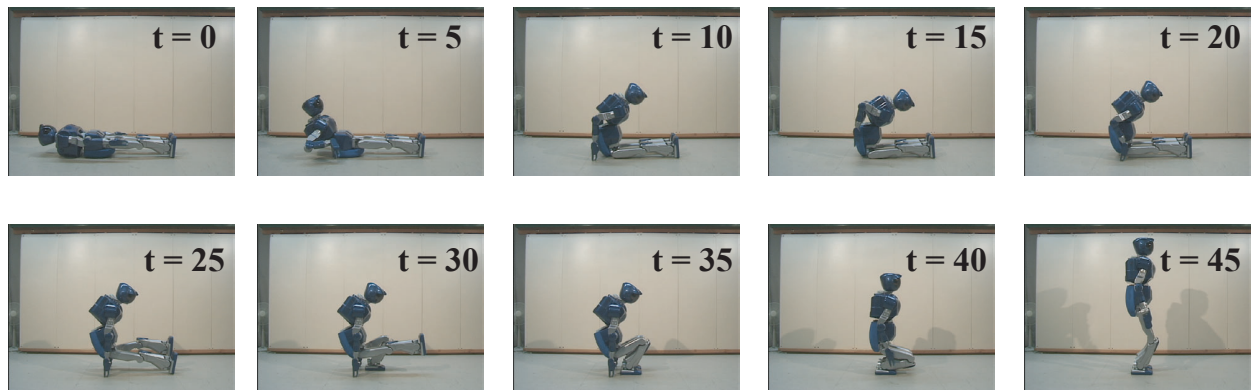 t = 0
t = 5
t = 10
t = 15
t = 20
t = 25
t = 30
t = 35
t = 40
t = 45